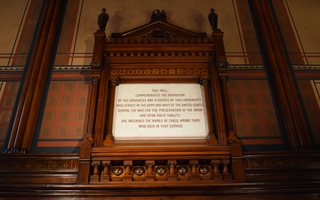 THIS HALL
COMMEMORATES THE PATRIOTISM
OF THE GRADUATES AND STUDENTS OF THIS UNIVERSITY
WHO SERVED IN THE ARMY AND NAVY OF THE UNITED STATES
DURING THE WAR FOR THE PRESERVATION OF THE UNION
AND UPON THESE TABLETS
ARE INSCRIBED THE NAMES OF THOSE AMONG THEM
WHO DIED IN THAT SERVICE